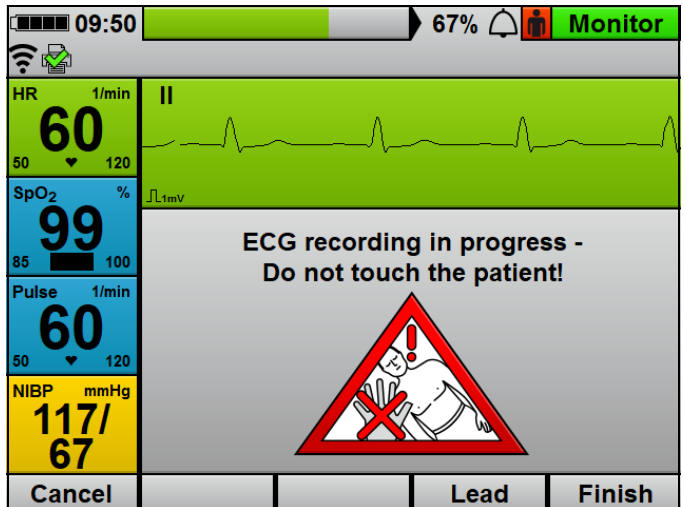 09:50
67%
Monitor
HR 1/min
60
50 120
II
1mV
SpO2 %
99
85 100
Pulse 1/min
60
50 120
NIBP mmHg
117/
67
ECG recording in progress -
Do not touch the patient!
!
Cancel
Lead
Finish